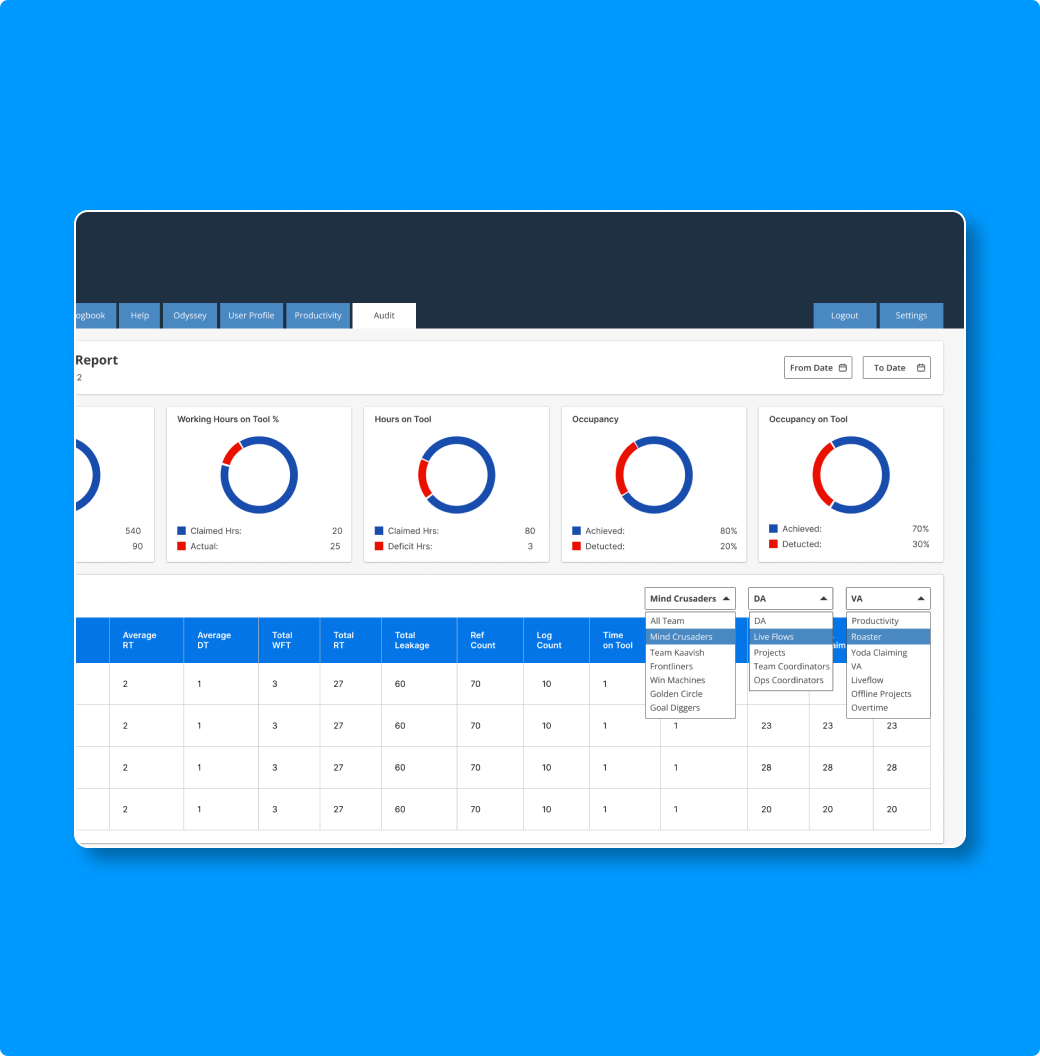 ogbook Help Odyssey User Profile Productivity Audit Logout Settings
Report
2
From Date To Date
Working Hours on Tool % Hours on Tool Occupancy Occupancy on Tool
540 Claimed Hrs: 20 Claimed Hrs: 80 Achieved: 80% Achieved: 70%
90 Actual: 25 Deficit Hrs: 3 Detucted: 20% Detucted: 30%
Mind Crusaders DA VA
All Team
Mind Crusaders
Team Kaavish
Frontliners
Win Machines
Golden Circle
Goal Diggers
DA
Live Flows
Projects
Team Coordinators
Ops Coordinators
Productivity
Roaster
Yoda Claiming
VA
Liveflow
Offline Projects
Overtime
Average Average Total Total Total Ref Log Time
RT DT WFT RT Leakage Count Count on Tool aim
2 1 3 27 60 70 10 1
2 1 3 27 60 70 10 1 1 23 23 23
2 1 3 27 60 70 10 1 1 28 28 28
2 1 3 27 60 70 10 1 1 20 20 20